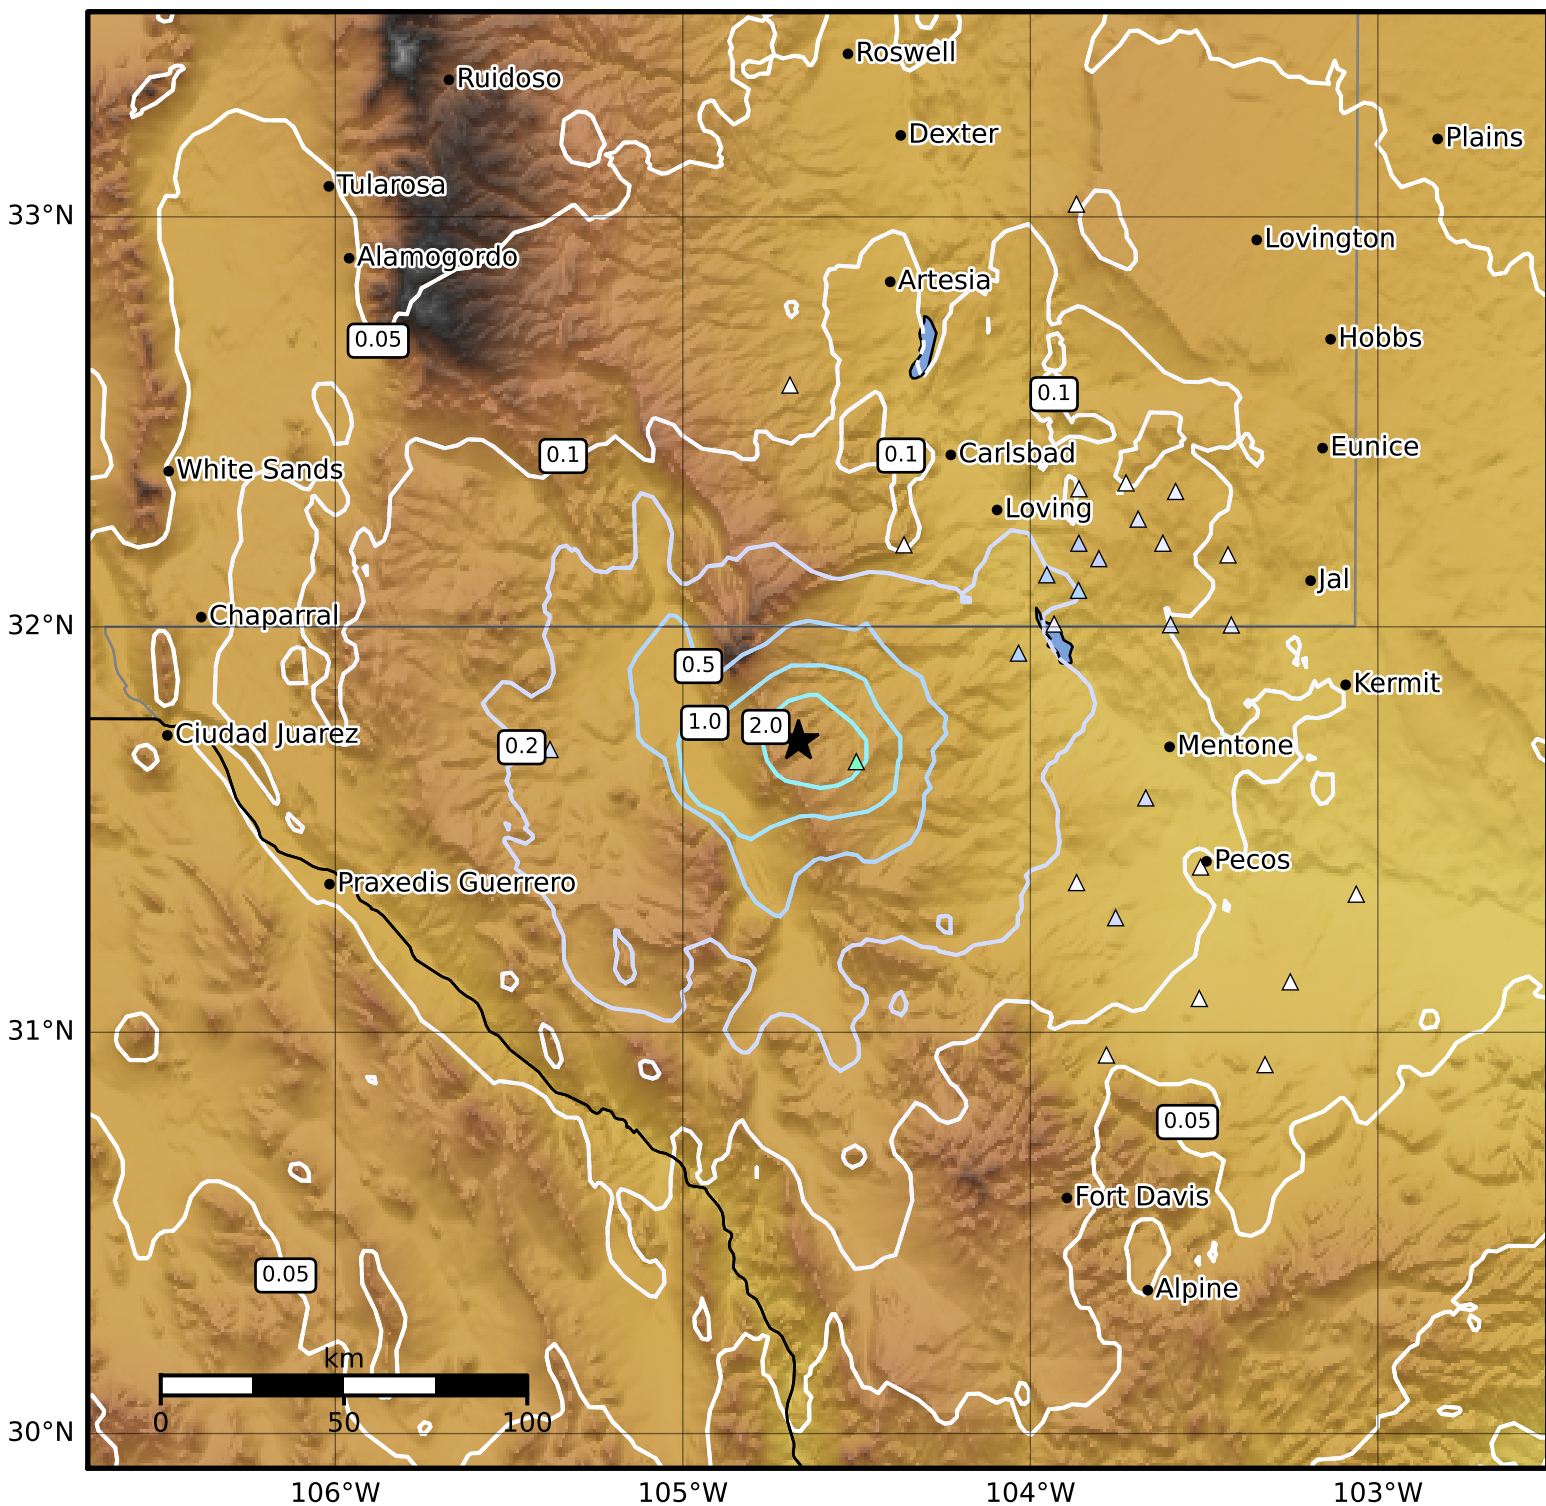 Roswell
Ruidoso
Dexter
Plains
Tularosa
33°N
Lovington
Alamogordo
Artesia
0.05
Hobbs
0.1
0.1
0.1
Carlsbad
Eunice
White Sands
Loving
Jal
Chaparral
32°N
0.5
Kermit
1.0
2.0
Ciudad Juarez
0.2
Mentone
Pecos
Praxedis Guerrero
31°N
0.05
Fort Davis
0.05
Alpine
km
0 50 100
30°N
106°W 105°W 104°W 103°W